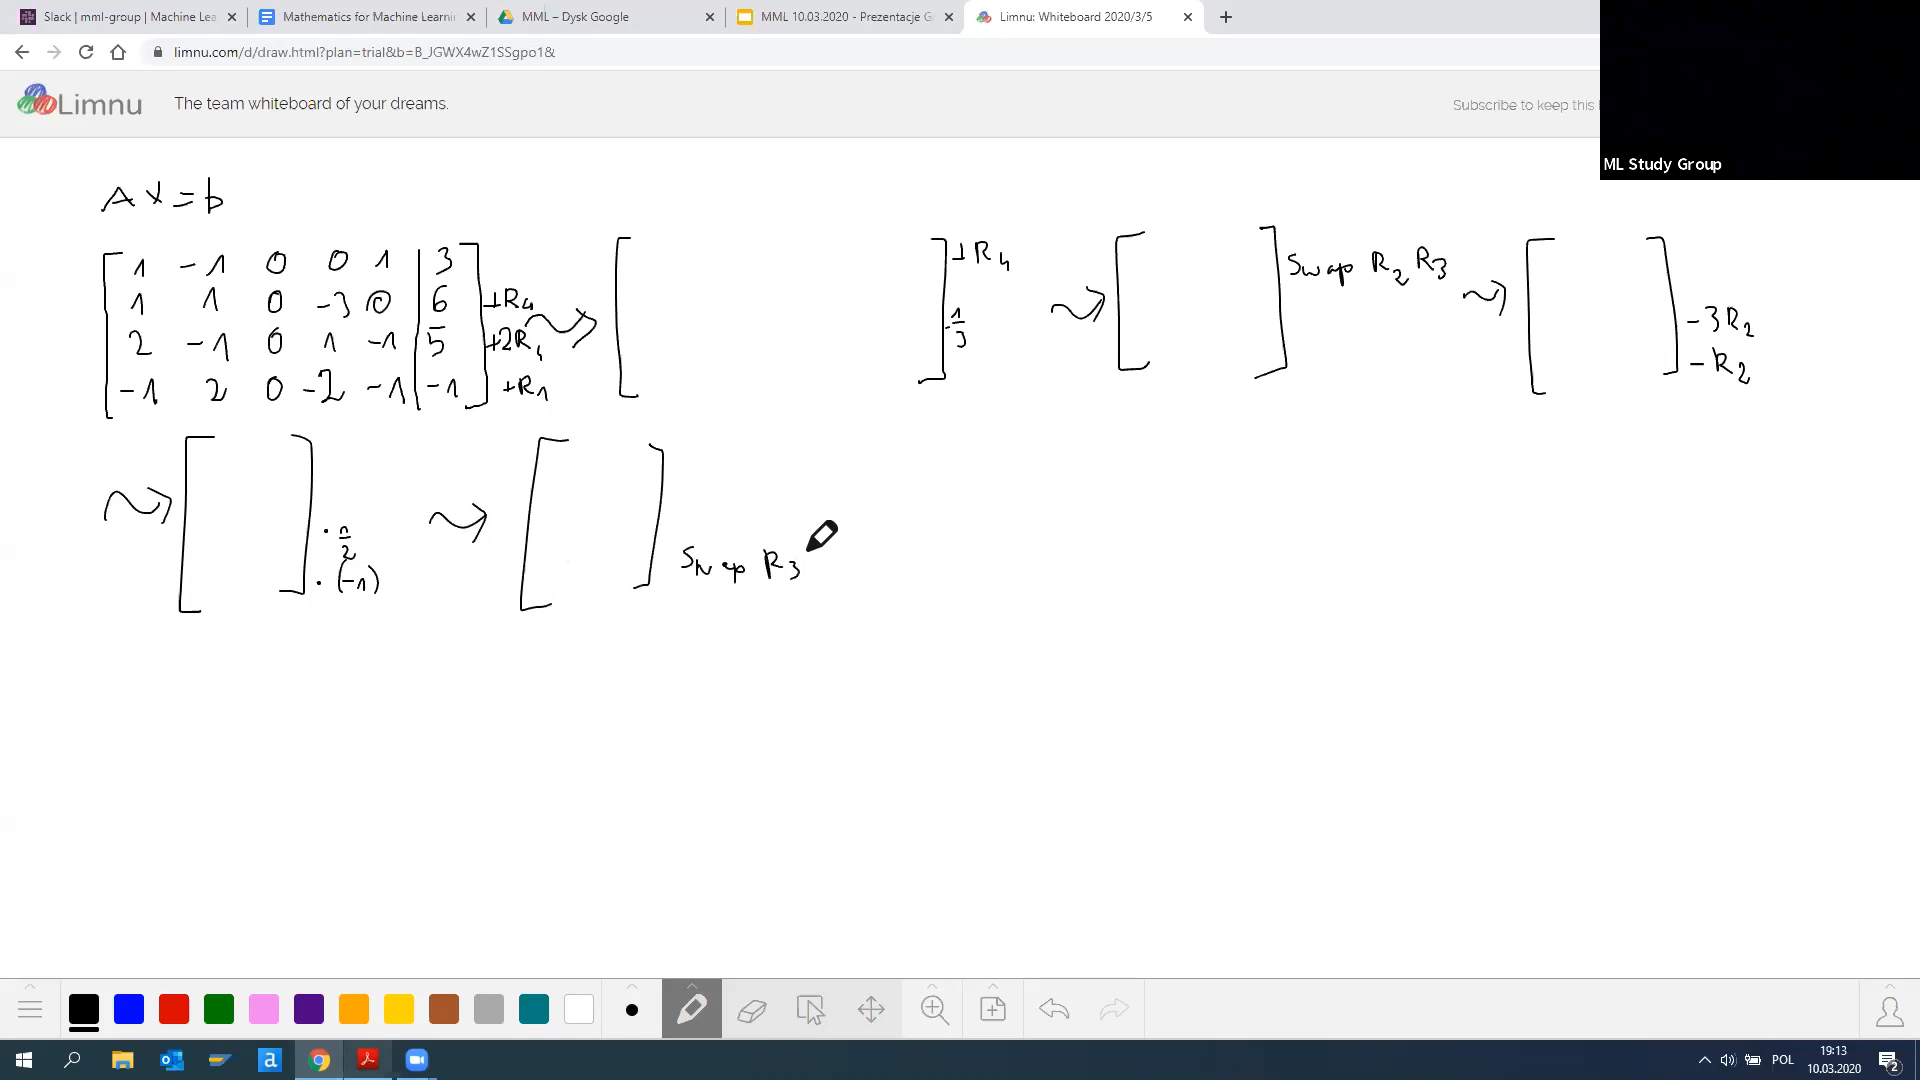 Slack | mml-group | Machine Lea
Mathematics for Machine Learnin
MML – Dysk Google
MML 10.03.2020 - Prezentacje G
Limnu: Whiteboard 2020/3/5
limnu.com/d/draw.html?plan=trial&b=B_JGWX4wZ1SSgpo1&
Limnu
The team whiteboard of your dreams.
Subscribe to keep this
ML Study Group
AX=b
1 -1 0 0 1 | 3
1 1 0 -3 0 | 6 +R4
2 -1 0 1 -1 | 5 +2R4
-1 2 0 -2 -1 | -1 +R1
+R4
·1/3
Swap R2 R3
-3R2
-R2
· 1/2
· (-1)
Swap R3
POL
19:13
10.03.2020
2